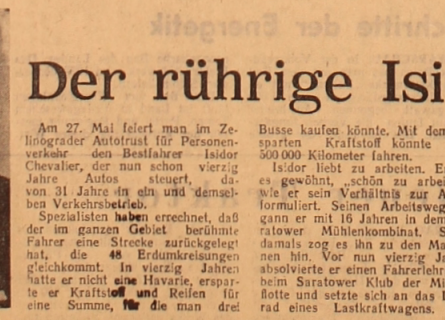 Der rührige Isi
Am 27. Mai feiert man im Ze-
linograder Autotrust für Personen-
verkehr den Bestfahrer Isidor
Chevalier, der nun schon vierzig
Jahre Autos steuert, da-
von 31 Jahre in ein und demsel-
ben Verkehrsbetrieb.
Spezialisten haben errechnet, daß
der im ganzen Gebiet berühmte
Fahrer eine Strecke zurückgelegt
hat, die 48 Erdumkreisungen
gleichkommt. In vierzig Jahren
hatte er nicht eine Havarie, erspar-
te er Kraftstoff und Reifen für
eine Summe, für die man drei
Busse kaufen könnte. Mit dem
sparten Kraftstoff könnte
500 000 Kilometer fahren.
Isidor liebt zu arbeiten. E
es gewöhnt, „schön zu arbei
wie er sein Verhältnis zur A
formuliert. Seinen Arbeitsweg
gann er mit 16 Jahren in dem
ratower Mühlenkombinat. S
damals zog es ihn zu den Ma
nen hin. Vor nun vierzig Ja
absolvierte er einen Fahrerlehr
beim Saratower Klub der Mi
flotte und setzte sich an das L
rad eines Lastkraftwagens.